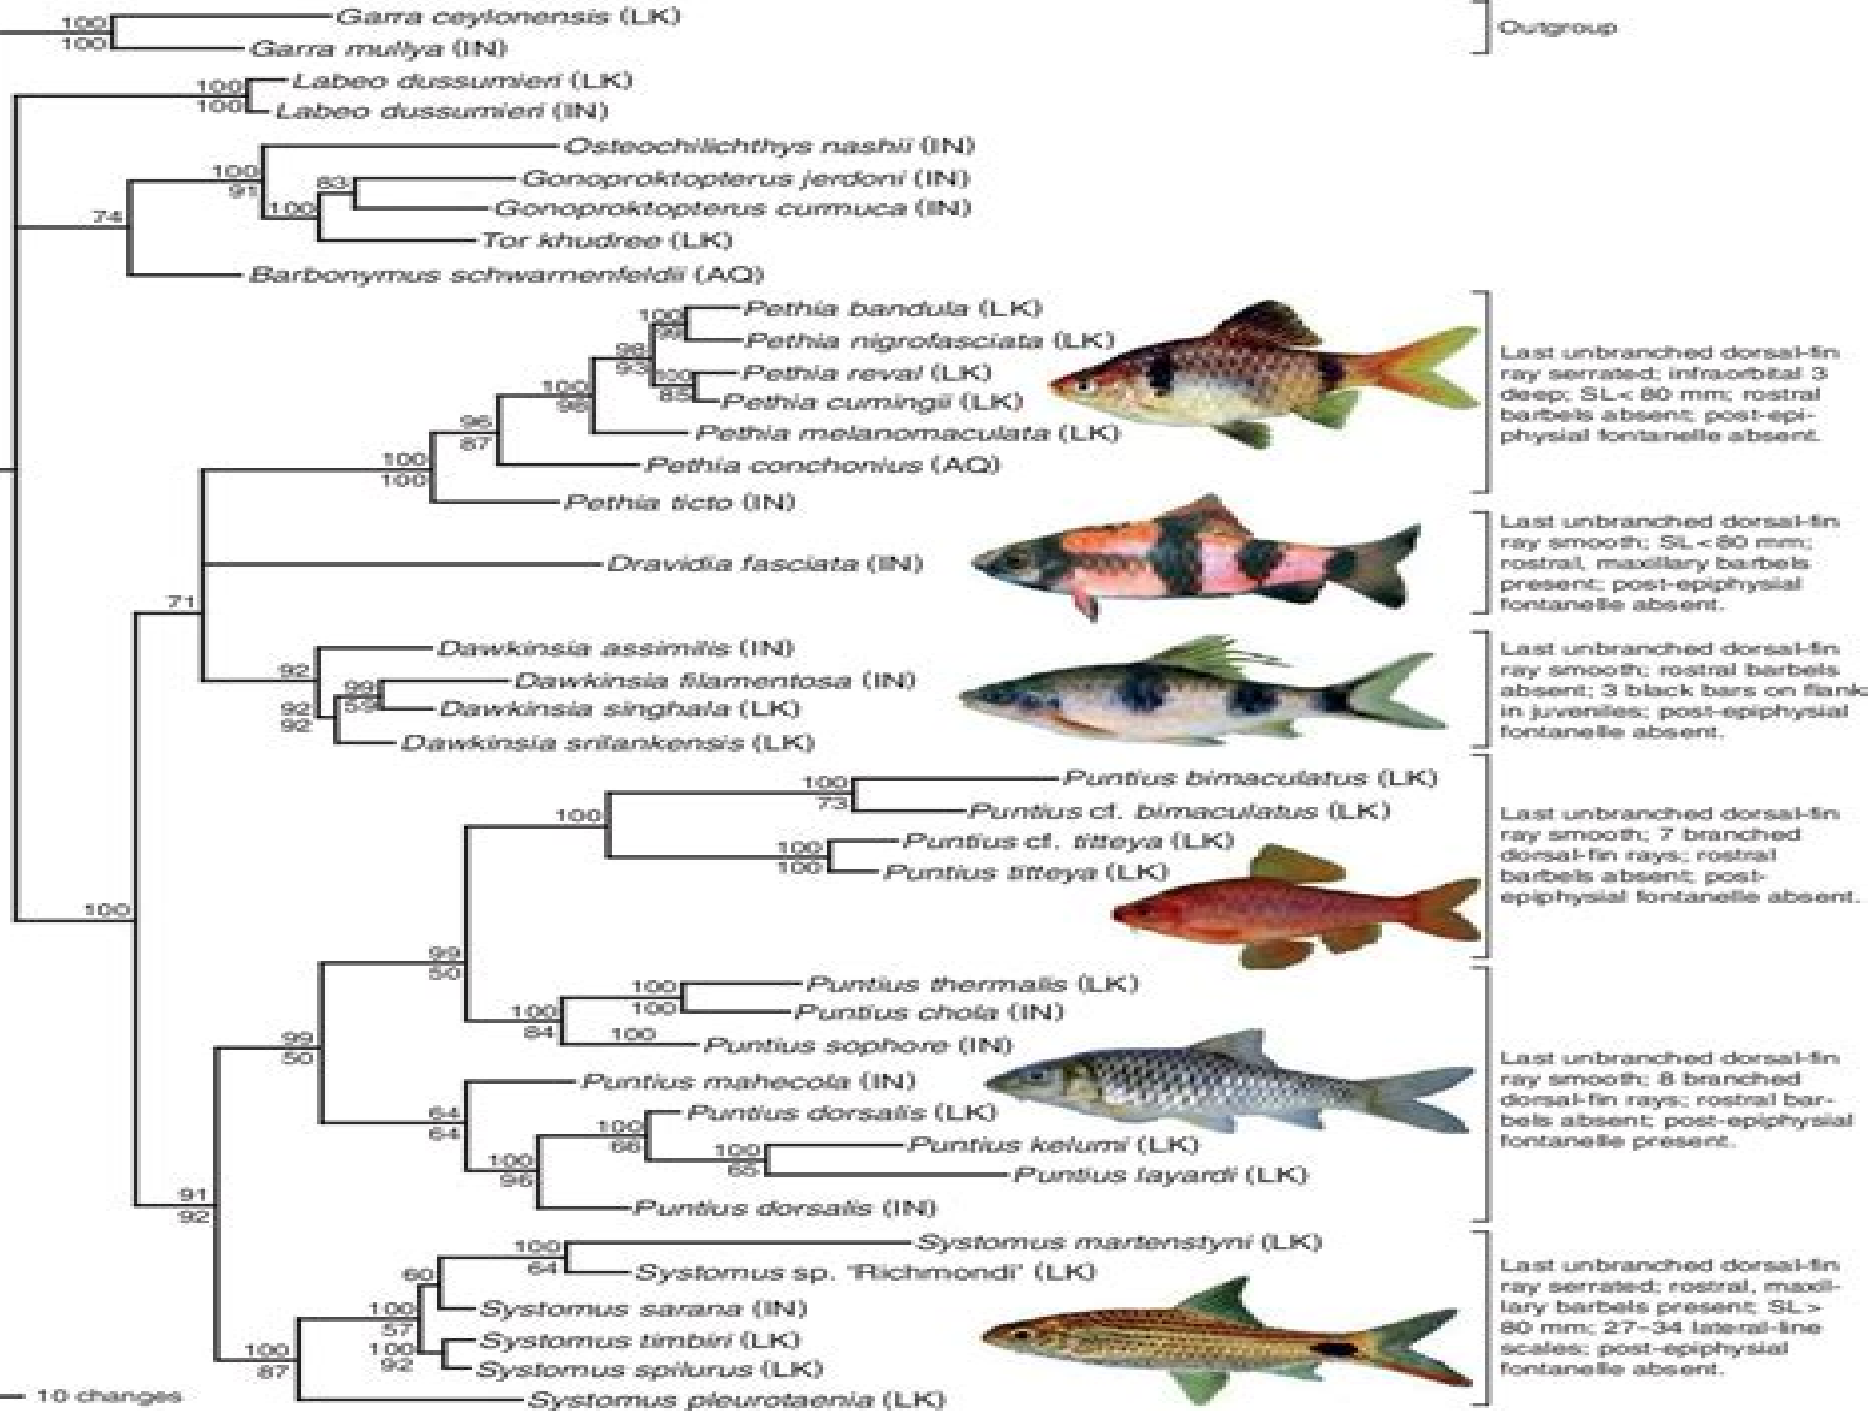 Garra ceylonensis (LK)
100
100
Outgroup
Garra mullya (IN)
Labeo dussumieri (LK)
100
100
Labeo dussumieri (IN)
Osteochilichthys nashii (IN)
100
91
83
Gonoproktopterus jerdoni (IN)
100
Gonoproktopterus curmuca (IN)
74
Tor khudree (LK)
Barbonymus schwarnenfeldii (AQ)
Pethia bandula (LK)
100
99
Pethia nigrofasciata (LK)
98
93
Pethia reval (LK)
100
85
Pethia cumingii (LK)
100
98
Pethia melanomaculata (LK)
96
87
Pethia conchonius (AQ)
100
100
Pethia ticto (IN)
Last unbranched dorsal-fin
ray serrated; infraorbital 3
deep; SL< 80 mm; rostral
barbels absent; post-epi-
physial fontanelle absent.
Dravidia fasciata (IN)
Last unbranched dorsal-fin
ray smooth; SL<80 mm;
rostral, maxillary barbels
present; post-epiphysial
fontanelle absent.
71
Dawkinsia assimilis (IN)
92
Dawkinsia filamentosa (IN)
99
Dawkinsia singhala (LK)
92
92
Dawkinsia srilankensis (LK)
Last unbranched dorsal-fin
ray smooth; rostral barbels
absent; 3 black bars on flank
in juveniles; post-epiphysial
fontanelle absent.
Puntius bimaculatus (LK)
100
73
Puntius cf. bimaculatus (LK)
100
Puntius cf. titteya (LK)
100
100
Puntius titteya (LK)
Last unbranched dorsal-fin
ray smooth; 7 branched
dorsal-fin rays; rostral
barbels absent; post-
epiphysial fontanelle absent.
100
99
50
Puntius thermalis (LK)
100
100
Puntius chola (IN)
100
84
100
Puntius sophore (IN)
99
50
Puntius mahecola (IN)
64
64
Puntius dorsalis (LK)
100
66
Puntius kelumi (LK)
100
65
Puntius layardi (LK)
100
96
Puntius dorsalis (IN)
Last unbranched dorsal-fin
ray smooth; 8 branched
dorsal-fin rays; rostral bar-
bels absent; post-epiphysial
fontanelle present.
91
92
Systomus martenstyni (LK)
100
64
Systomus sp. 'Richmondi' (LK)
60
Systomus sarana (IN)
100
57
Systomus timbiri (LK)
100
92
Systomus spilurus (LK)
100
87
Systomus pleurotaenia (LK)
Last unbranched dorsal-fin
ray serrated; rostral, maxil-
lary barbels present; SL>
80 mm; 27–34 lateral-line
scales; post-epiphysial
fontanelle absent.
10 changes